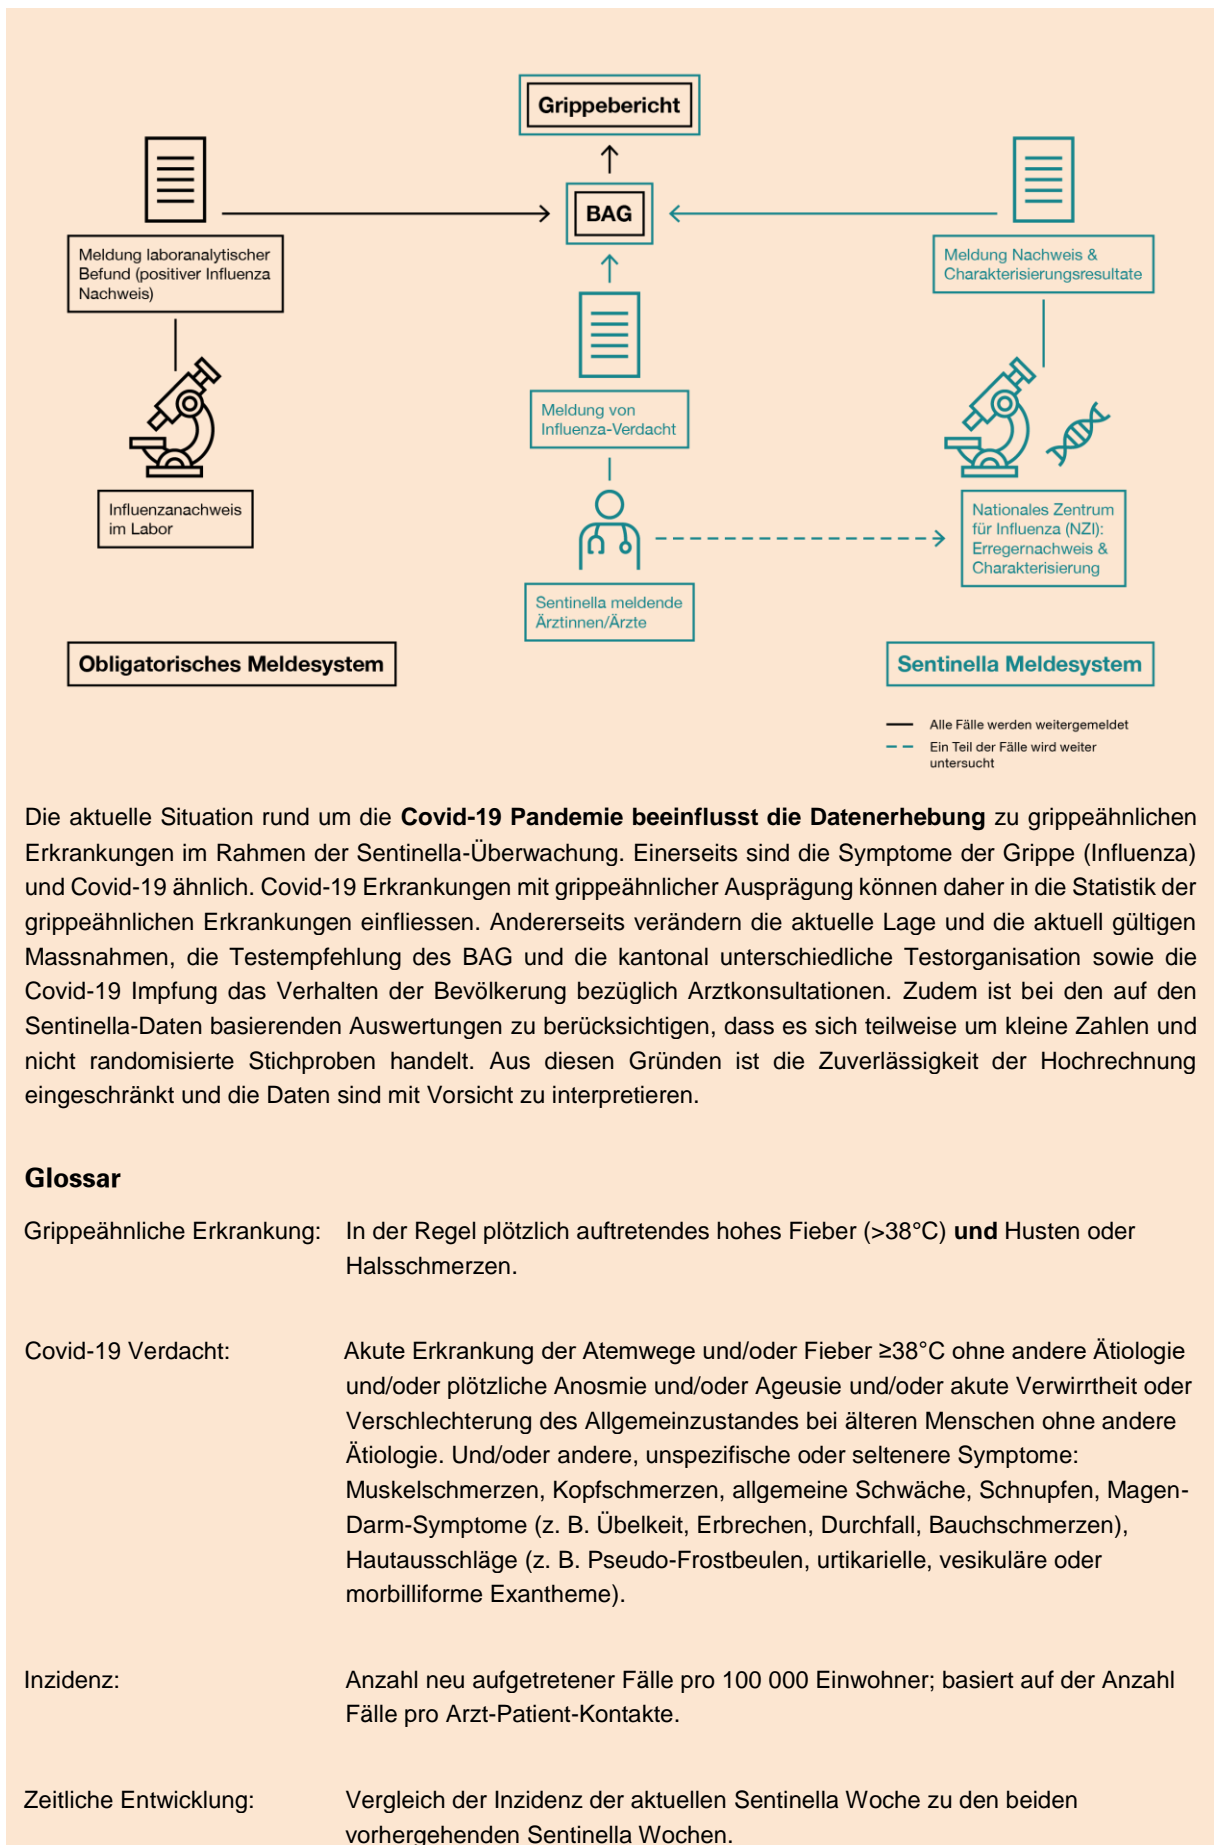 Grippebericht
BAG
Meldung laboranalytischer
Befund (positiver Influenza
Nachweis)
Meldung Nachweis &
Charakterisierungsresultate
Meldung von
Influenza-Verdacht
Influenzanachweis
im Labor
Nationales Zentrum
für Influenza (NZI):
Erregernachweis &
Charakterisierung
Sentinella meldende
Ärztinnen/Ärzte
Obligatorisches Meldesystem
Sentinella Meldesystem
Alle Fälle werden weitergemeldet
Ein Teil der Fälle wird weiter
untersucht
Die aktuelle Situation rund um die Covid-19 Pandemie beeinflusst die Datenerhebung zu grippeähnlichen
Erkrankungen im Rahmen der Sentinella-Überwachung. Einerseits sind die Symptome der Grippe (Influenza)
und Covid-19 ähnlich. Covid-19 Erkrankungen mit grippeähnlicher Ausprägung können daher in die Statistik der
grippeähnlichen Erkrankungen einfliessen. Andererseits verändern die aktuelle Lage und die aktuell gültigen
Massnahmen, die Testempfehlung des BAG und die kantonal unterschiedliche Testorganisation sowie die
Covid-19 Impfung das Verhalten der Bevölkerung bezüglich Arztkonsultationen. Zudem ist bei den auf den
Sentinella-Daten basierenden Auswertungen zu berücksichtigen, dass es sich teilweise um kleine Zahlen und
nicht randomisierte Stichproben handelt. Aus diesen Gründen ist die Zuverlässigkeit der Hochrechnung
eingeschränkt und die Daten sind mit Vorsicht zu interpretieren.
Glossar
Grippeähnliche Erkrankung: In der Regel plötzlich auftretendes hohes Fieber (>38°C) und Husten oder
Halsschmerzen.
Covid-19 Verdacht: Akute Erkrankung der Atemwege und/oder Fieber ≥38°C ohne andere Ätiologie
und/oder plötzliche Anosmie und/oder Ageusie und/oder akute Verwirrtheit oder
Verschlechterung des Allgemeinzustandes bei älteren Menschen ohne andere
Ätiologie. Und/oder andere, unspezifische oder seltenere Symptome:
Muskelschmerzen, Kopfschmerzen, allgemeine Schwäche, Schnupfen, Magen-
Darm-Symptome (z. B. Übelkeit, Erbrechen, Durchfall, Bauchschmerzen),
Hautausschläge (z. B. Pseudo-Frostbeulen, urtikarielle, vesikuläre oder
morbilliforme Exantheme).
Inzidenz: Anzahl neu aufgetretener Fälle pro 100 000 Einwohner; basiert auf der Anzahl
Fälle pro Arzt-Patient-Kontakte.
Zeitliche Entwicklung: Vergleich der Inzidenz der aktuellen Sentinella Woche zu den beiden
vorhergehenden Sentinella Wochen.